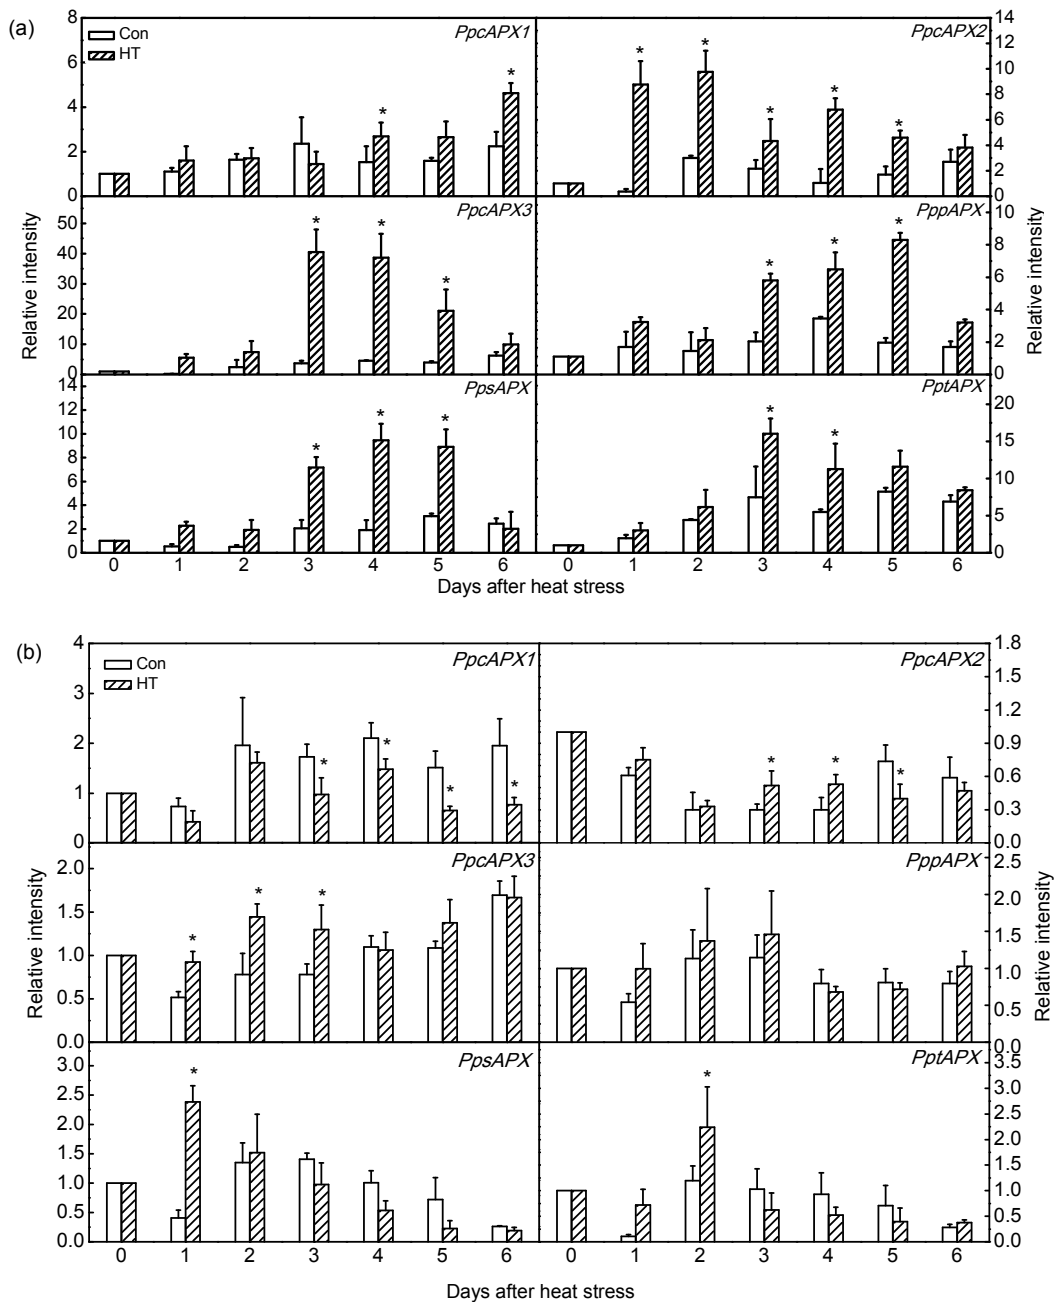 (a)
Con
HT
PpcAPX1
PpcAPX2
8
6
4
2
0
14
12
10
8
6
4
2
0
* * * * * * *
PpcAPX3
PppAPX
50
40
30
20
10
0
10
8
6
4
2
0
* * * * * *
Relative intensity
Relative intensity
PpsAPX
PptAPX
14
12
10
8
6
4
2
0
20
15
10
5
0
* * * * *
0 1 2 3 4 5 6 0 1 2 3 4 5 6
Days after heat stress
(b)
Con
HT
PpcAPX1
PpcAPX2
4
3
2
1
0
1.8
1.5
1.2
0.9
0.6
0.3
0.0
* * * * * * *
PpcAPX3
PppAPX
2.0
1.5
1.0
0.5
0.0
2.5
2.0
1.5
1.0
0.5
0.0
* * *
Relative intensity
Relative intensity
PpsAPX
PptAPX
3.0
2.5
2.0
1.5
1.0
0.5
0.0
3.5
3.0
2.5
2.0
1.5
1.0
0.5
0.0
* *
0 1 2 3 4 5 6 0 1 2 3 4 5 6
Days after heat stress